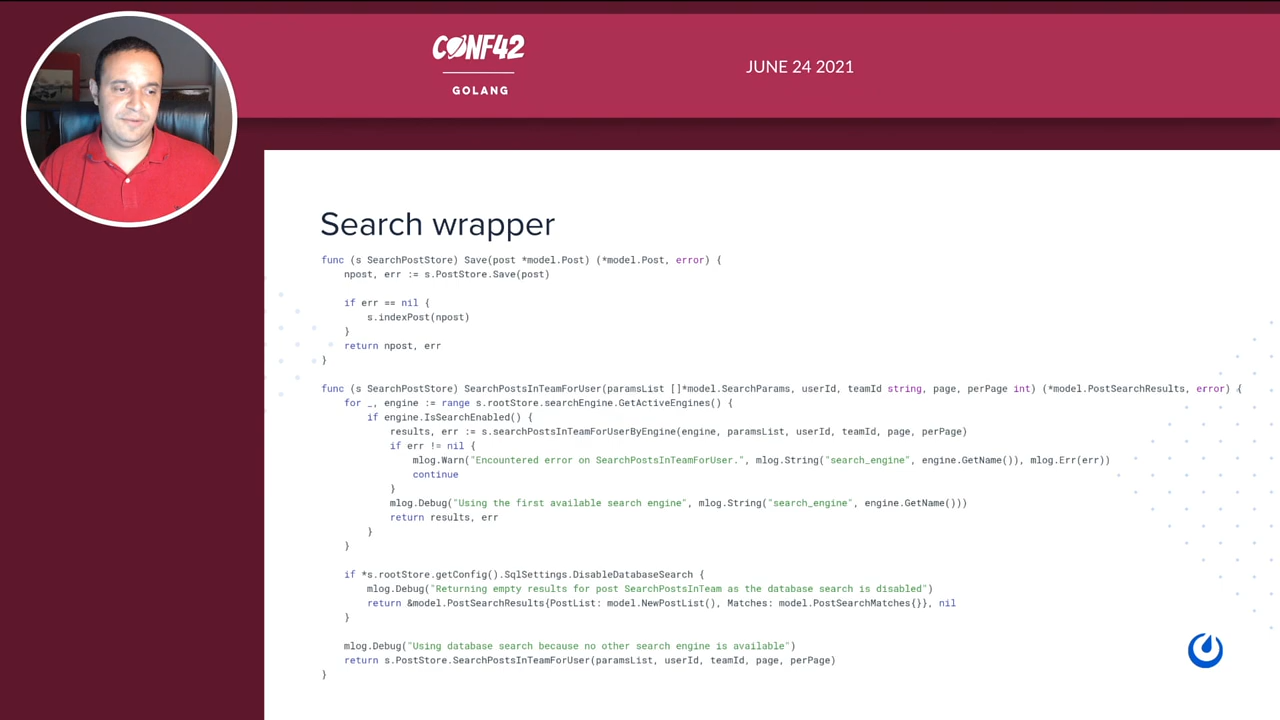 CONF42
GOLANG
JUNE 24 2021
Search wrapper
func (s SearchPostStore) Save(post *model.Post) (*model.Post, error) {
    npost, err := s.PostStore.Save(post)

    if err == nil {
        s.indexPost(npost)
    }
    return npost, err
}

func (s SearchPostStore) SearchPostsInTeamForUser(paramsList []*model.SearchParams, userId, teamId string, page, perPage int) (*model.PostSearchResults, error) {
    for _, engine := range s.rootStore.searchEngine.GetActiveEngines() {
        if engine.IsSearchEnabled() {
            results, err := s.searchPostsInTeamForUserByEngine(engine, paramsList, userId, teamId, page, perPage)
            if err != nil {
                mlog.Warn("Encountered error on SearchPostsInTeamForUser.", mlog.String("search_engine", engine.GetName()), mlog.Err(err))
                continue
            }
            mlog.Debug("Using the first available search engine", mlog.String("search_engine", engine.GetName()))
            return results, err
        }
    }

    if *s.rootStore.getConfig().SqlSettings.DisableDatabaseSearch {
        mlog.Debug("Returning empty results for post SearchPostsInTeam as the database search is disabled")
        return &model.PostSearchResults{PostList: model.NewPostList(), Matches: model.PostSearchMatches{}}, nil
    }

    mlog.Debug("Using database search because no other search engine is available")
    return s.PostStore.SearchPostsInTeamForUser(paramsList, userId, teamId, page, perPage)
}